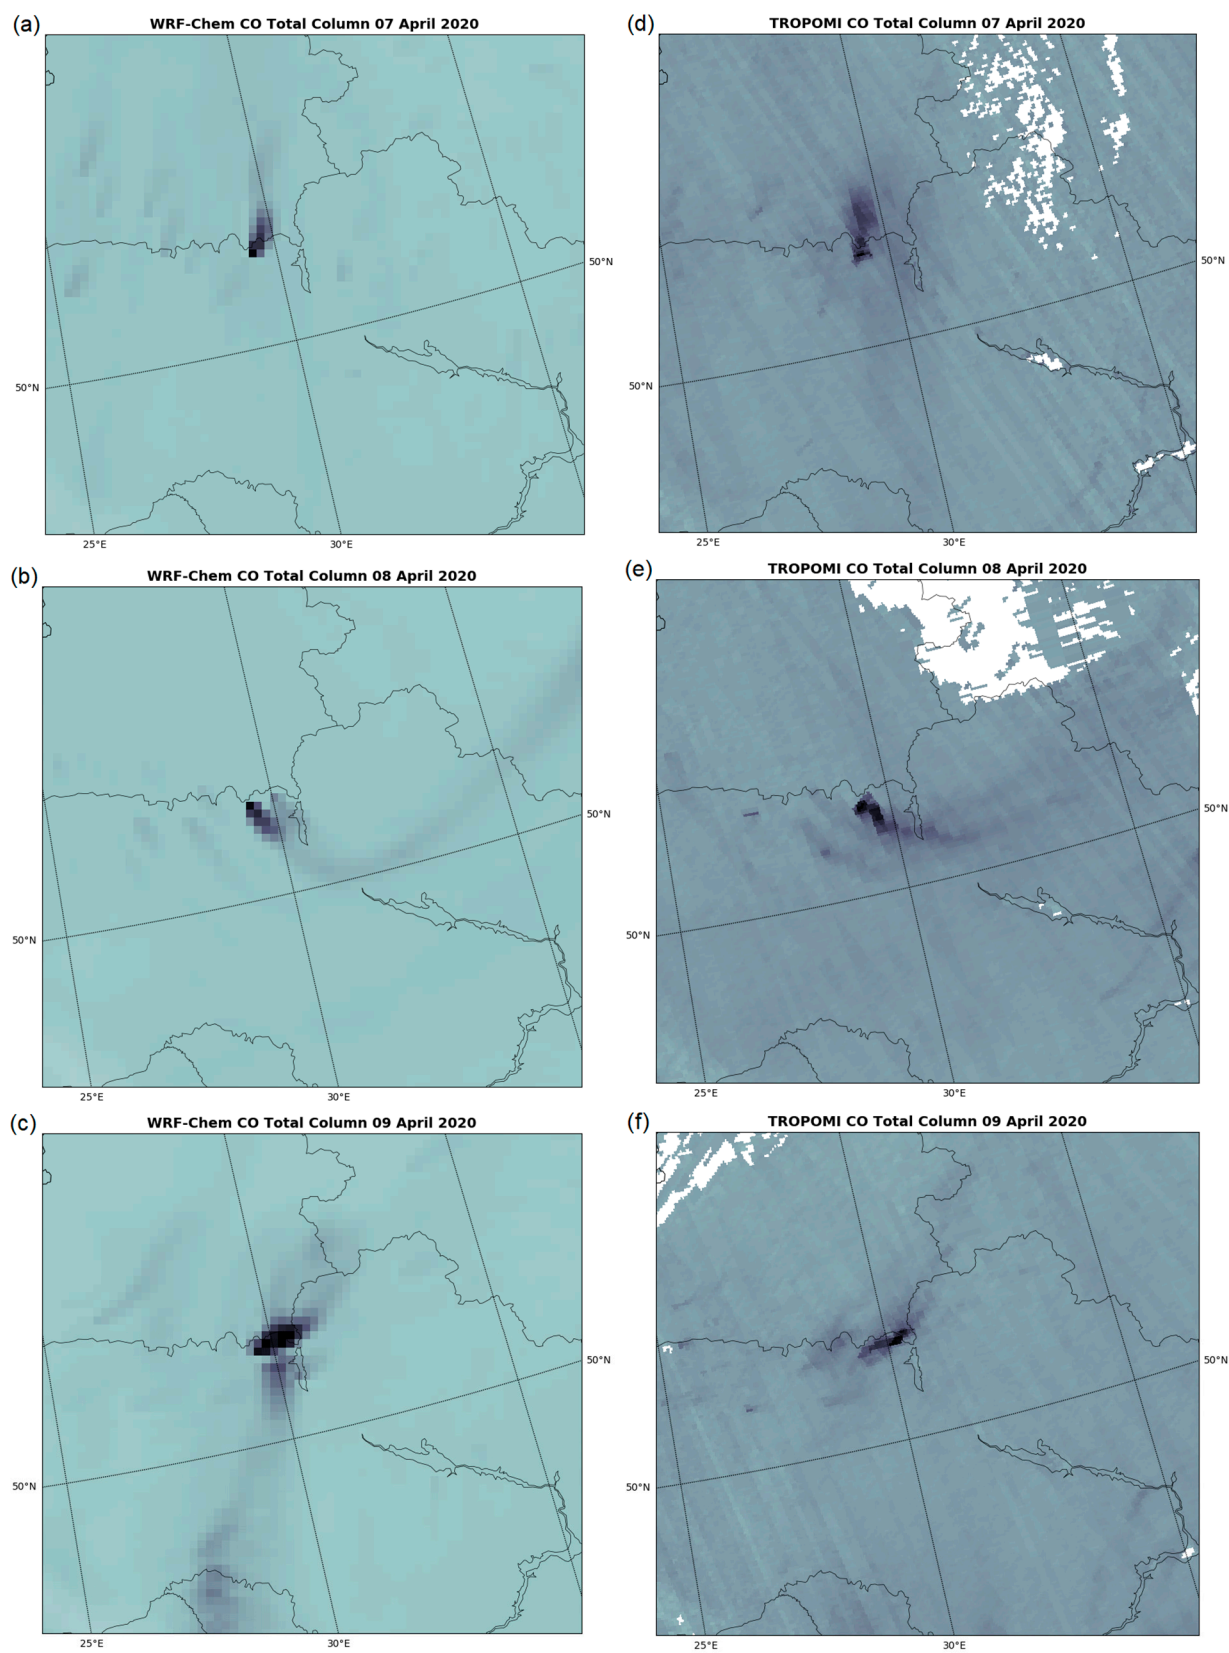 (a)
WRF-Chem CO Total Column 07 April 2020
50°N
50°N
25°E
30°E
(d)
TROPOMI CO Total Column 07 April 2020
50°N
50°N
25°E
30°E
(b)
WRF-Chem CO Total Column 08 April 2020
50°N
50°N
25°E
30°E
(e)
TROPOMI CO Total Column 08 April 2020
50°N
50°N
25°E
30°E
(c)
WRF-Chem CO Total Column 09 April 2020
50°N
50°N
25°E
30°E
(f)
TROPOMI CO Total Column 09 April 2020
50°N
50°N
25°E
30°E